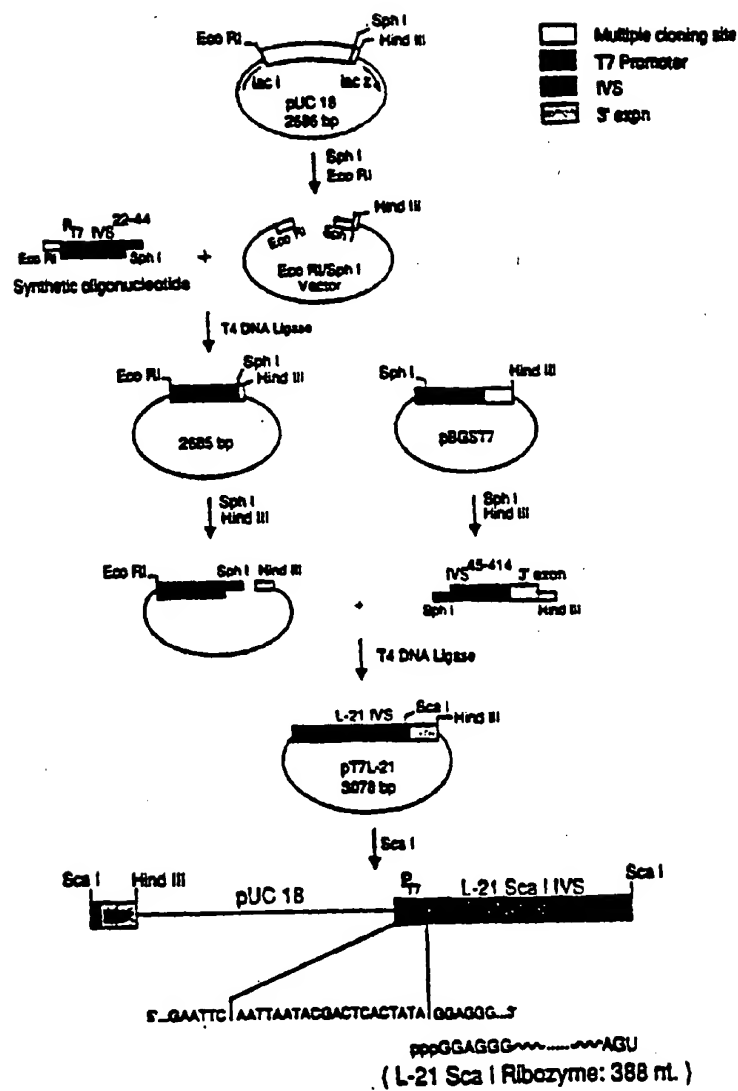 Sph I
Eco RI
Hind III
Multiple cloning site
T7 Promoter
IVS
3' exon
lac i
lac z
pUC 18
2686 bp
Sph I
Eco RI
PT7 IVS 22-44
Eco RI
Sph I
Synthetic oligonucleotide
+
Hind III
Eco RI
Sph I
Eco RI/Sph I
Vector
T4 DNA Ligase
Eco RI
Sph I
Hind III
2685 bp
Sph I
Hind III
pBGST7
Sph I
Hind III
Sph I
Hind III
Eco RI
Sph I
Hind III
+
IVS 45-414 3' exon
Sph I
Hind III
T4 DNA Ligase
L-21 IVS
Sca I
Hind III
pT7L-21
3078 bp
Sca I
Sca I
Hind III
pUC 18
PT7
L-21 Sca I IVS
Sca I
5'...GAATTC AATTAATACGACTCACTATA GGAGGG...3'
pppGGAGGG ...... AGU
( L-21 Sca I Ribozyme: 388 nt. )